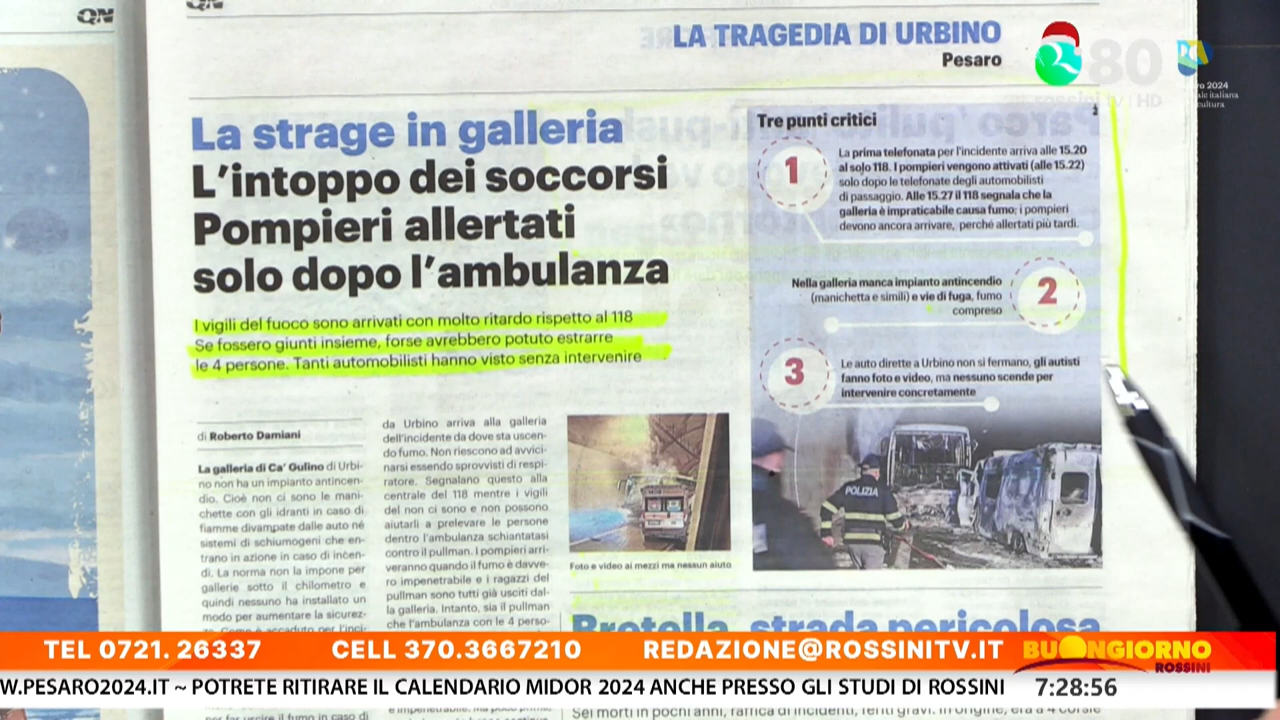 QN
QN
LA TRAGEDIA DI URBINO
Pesaro
80
rossini TV | HD
La strage in galleria
L'intoppo dei soccorsi
Pompieri allertati
solo dopo l'ambulanza
I vigili del fuoco sono arrivati con molto ritardo rispetto al 118
Se fossero giunti insieme, forse avrebbero potuto estrarre
le 4 persone. Tanti automobilisti hanno visto senza intervenire
di Roberto Damiani
La galleria di Ca' Gulino di Urbi-
no non ha un impianto antincen-
dio. Cioè non ci sono le mani-
chette con gli idranti in caso di
fiamme divampate dalle auto né
sistemi di schiumogeni che en-
trano in azione in caso di incen-
di. La norma non la impone per
gallerie sotto il chilometro e
quindi nessuno ha installato un
modo per aumentare la sicurez-
da Urbino arriva alla galleria
dell'incidente da dove sta uscen-
do fumo. Non riescono ad avvici-
narsi essendo sprovvisti di respi-
ratore. Segnalano questo alla
centrale del 118 mentre i vigili
del non ci sono e non possono
aiutarli a prelevare le persone
dentro l'ambulanza schiantatasi
contro il pullman. I pompieri arri-
veranno quando il fumo è davve-
ro impenetrabile e i ragazzi del
pullman sono tutti già usciti dal-
la galleria. Intanto, sia il pullman
che l'ambulanza con le 4 perso-
Foto e video ai mezzi ma nessun aiuto
Tre punti critici
1
La prima telefonata per l'incidente arriva alle 15.20
al solo 118. I pompieri vengono attivati (alle 15.22)
solo dopo le telefonate degli automobilisti
di passaggio. Alle 15.27 il 118 segnala che la
galleria è impraticabile causa fumo; i pompieri
devono ancora arrivare, perché allertati più tardi.
2
Nella galleria manca impianto antincendio
(manichetta e simili) e vie di fuga, fumo
compreso
3
Le auto dirette a Urbino non si fermano, gli autisti
fanno foto e video, ma nessuno scende per
intervenire concretamente
POLIZIA
Brotella, strada pericolosa
TEL 0721. 26337 CELL 370.3667210 REDAZIONE@ROSSINITV.IT
BUONGIORNO
ROSSINI
W.PESARO2024.IT ~ POTRETE RITIRARE IL CALENDARIO MIDOR 2024 ANCHE PRESSO GLI STUDI DI ROSSINI
7:28:56